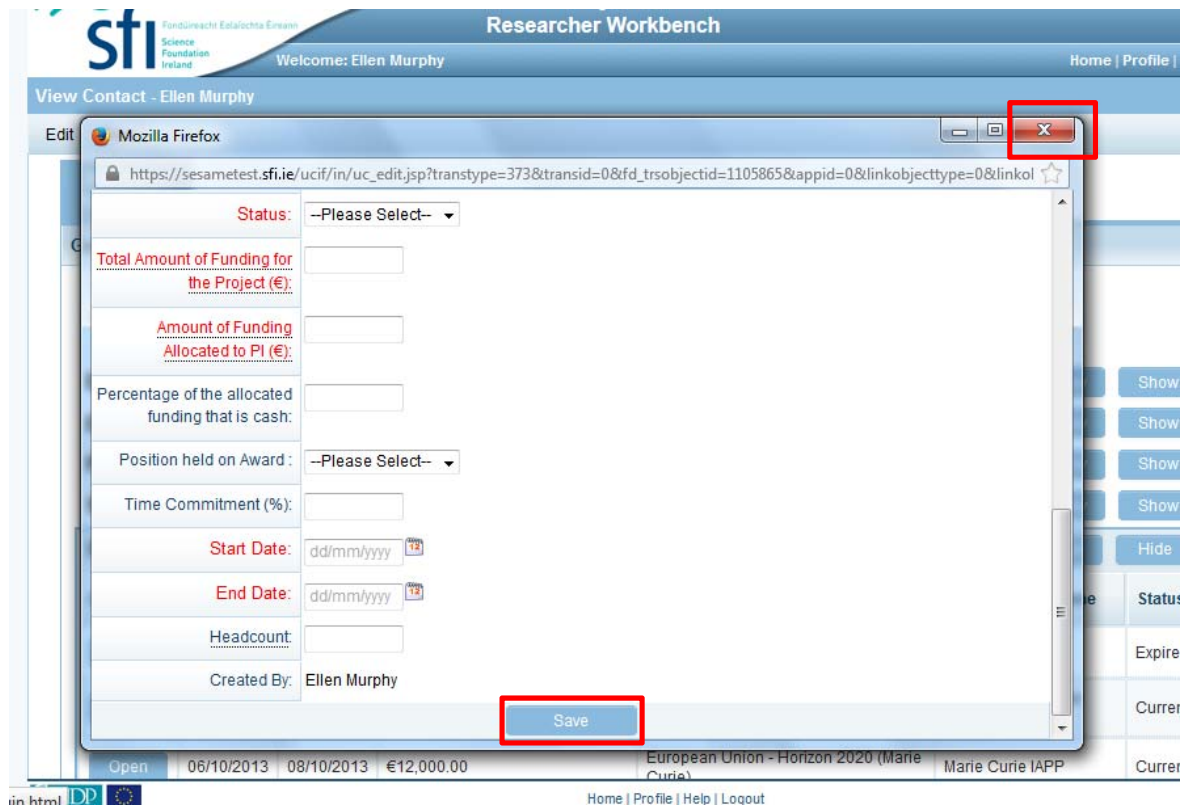 sfi
Fondúireacht Eolaíochta Éireann
Science
Foundation
Ireland
Researcher Workbench
Welcome: Ellen Murphy
Home | Profile |
View Contact - Ellen Murphy
Edit
Mozilla Firefox
https://sesametest.sfi.ie/ucif/in/uc_edit.jsp?transtype=373&transid=0&fd_trsobjectid=1105865&appid=0&linkobjecttype=0&linkol
Status: --Please Select--
Total Amount of Funding for
the Project (€):
Amount of Funding
Allocated to PI (€):
Percentage of the allocated
funding that is cash:
Position held on Award : --Please Select--
Time Commitment (%):
Start Date: dd/mm/yyyy
End Date: dd/mm/yyyy
Headcount:
Created By: Ellen Murphy
Save
Show
Show
Show
Show
Hide
Status
Expire
Curren
Open 06/10/2013 08/10/2013 €12,000.00 European Union - Horizon 2020 (Marie
Curie) Marie Curie IAPP Curren
in.html DP
Home | Profile | Help | Logout